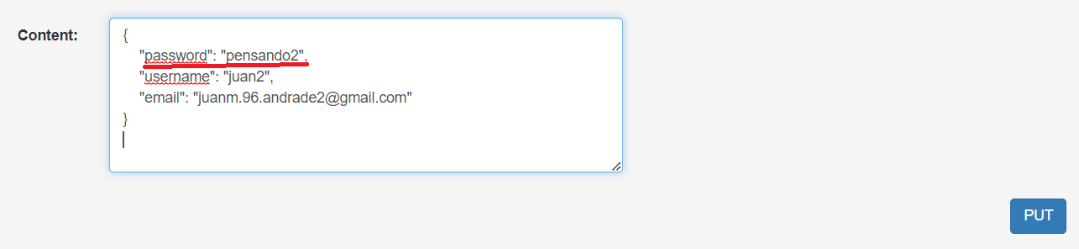 Content:
{
"password": "pensando2",
"username": "juan2",
"email": "juanm.96.andrade2@gmail.com"
}
PUT